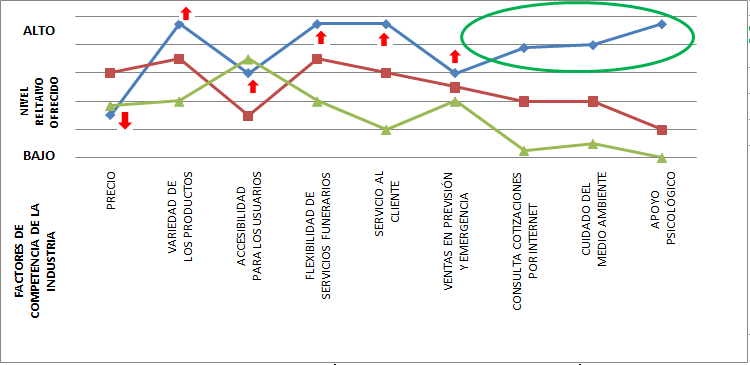 ALTO
NIVEL
RELTAIVO
OFRECIDO
BAJO
FACTORES DE
COMPETENCIA DE LA
INDUSTRIA
PRECIO
VARIEDAD DE
LOS PRODUCTOS
ACCESIBILIDAD
PARA LOS USUARIOS
FLEXIBILIDAD DE
SERVICIOS FUNERARIOS
SERVICIO AL
CLIENTE
VENTAS EN PREVISIÓN
Y EMERGENCIA
CONSULTA COTIZACIONES
POR INTERNET
CUIDADO DEL
MEDIO AMBIENTE
APOYO
PSICOLÓGICO